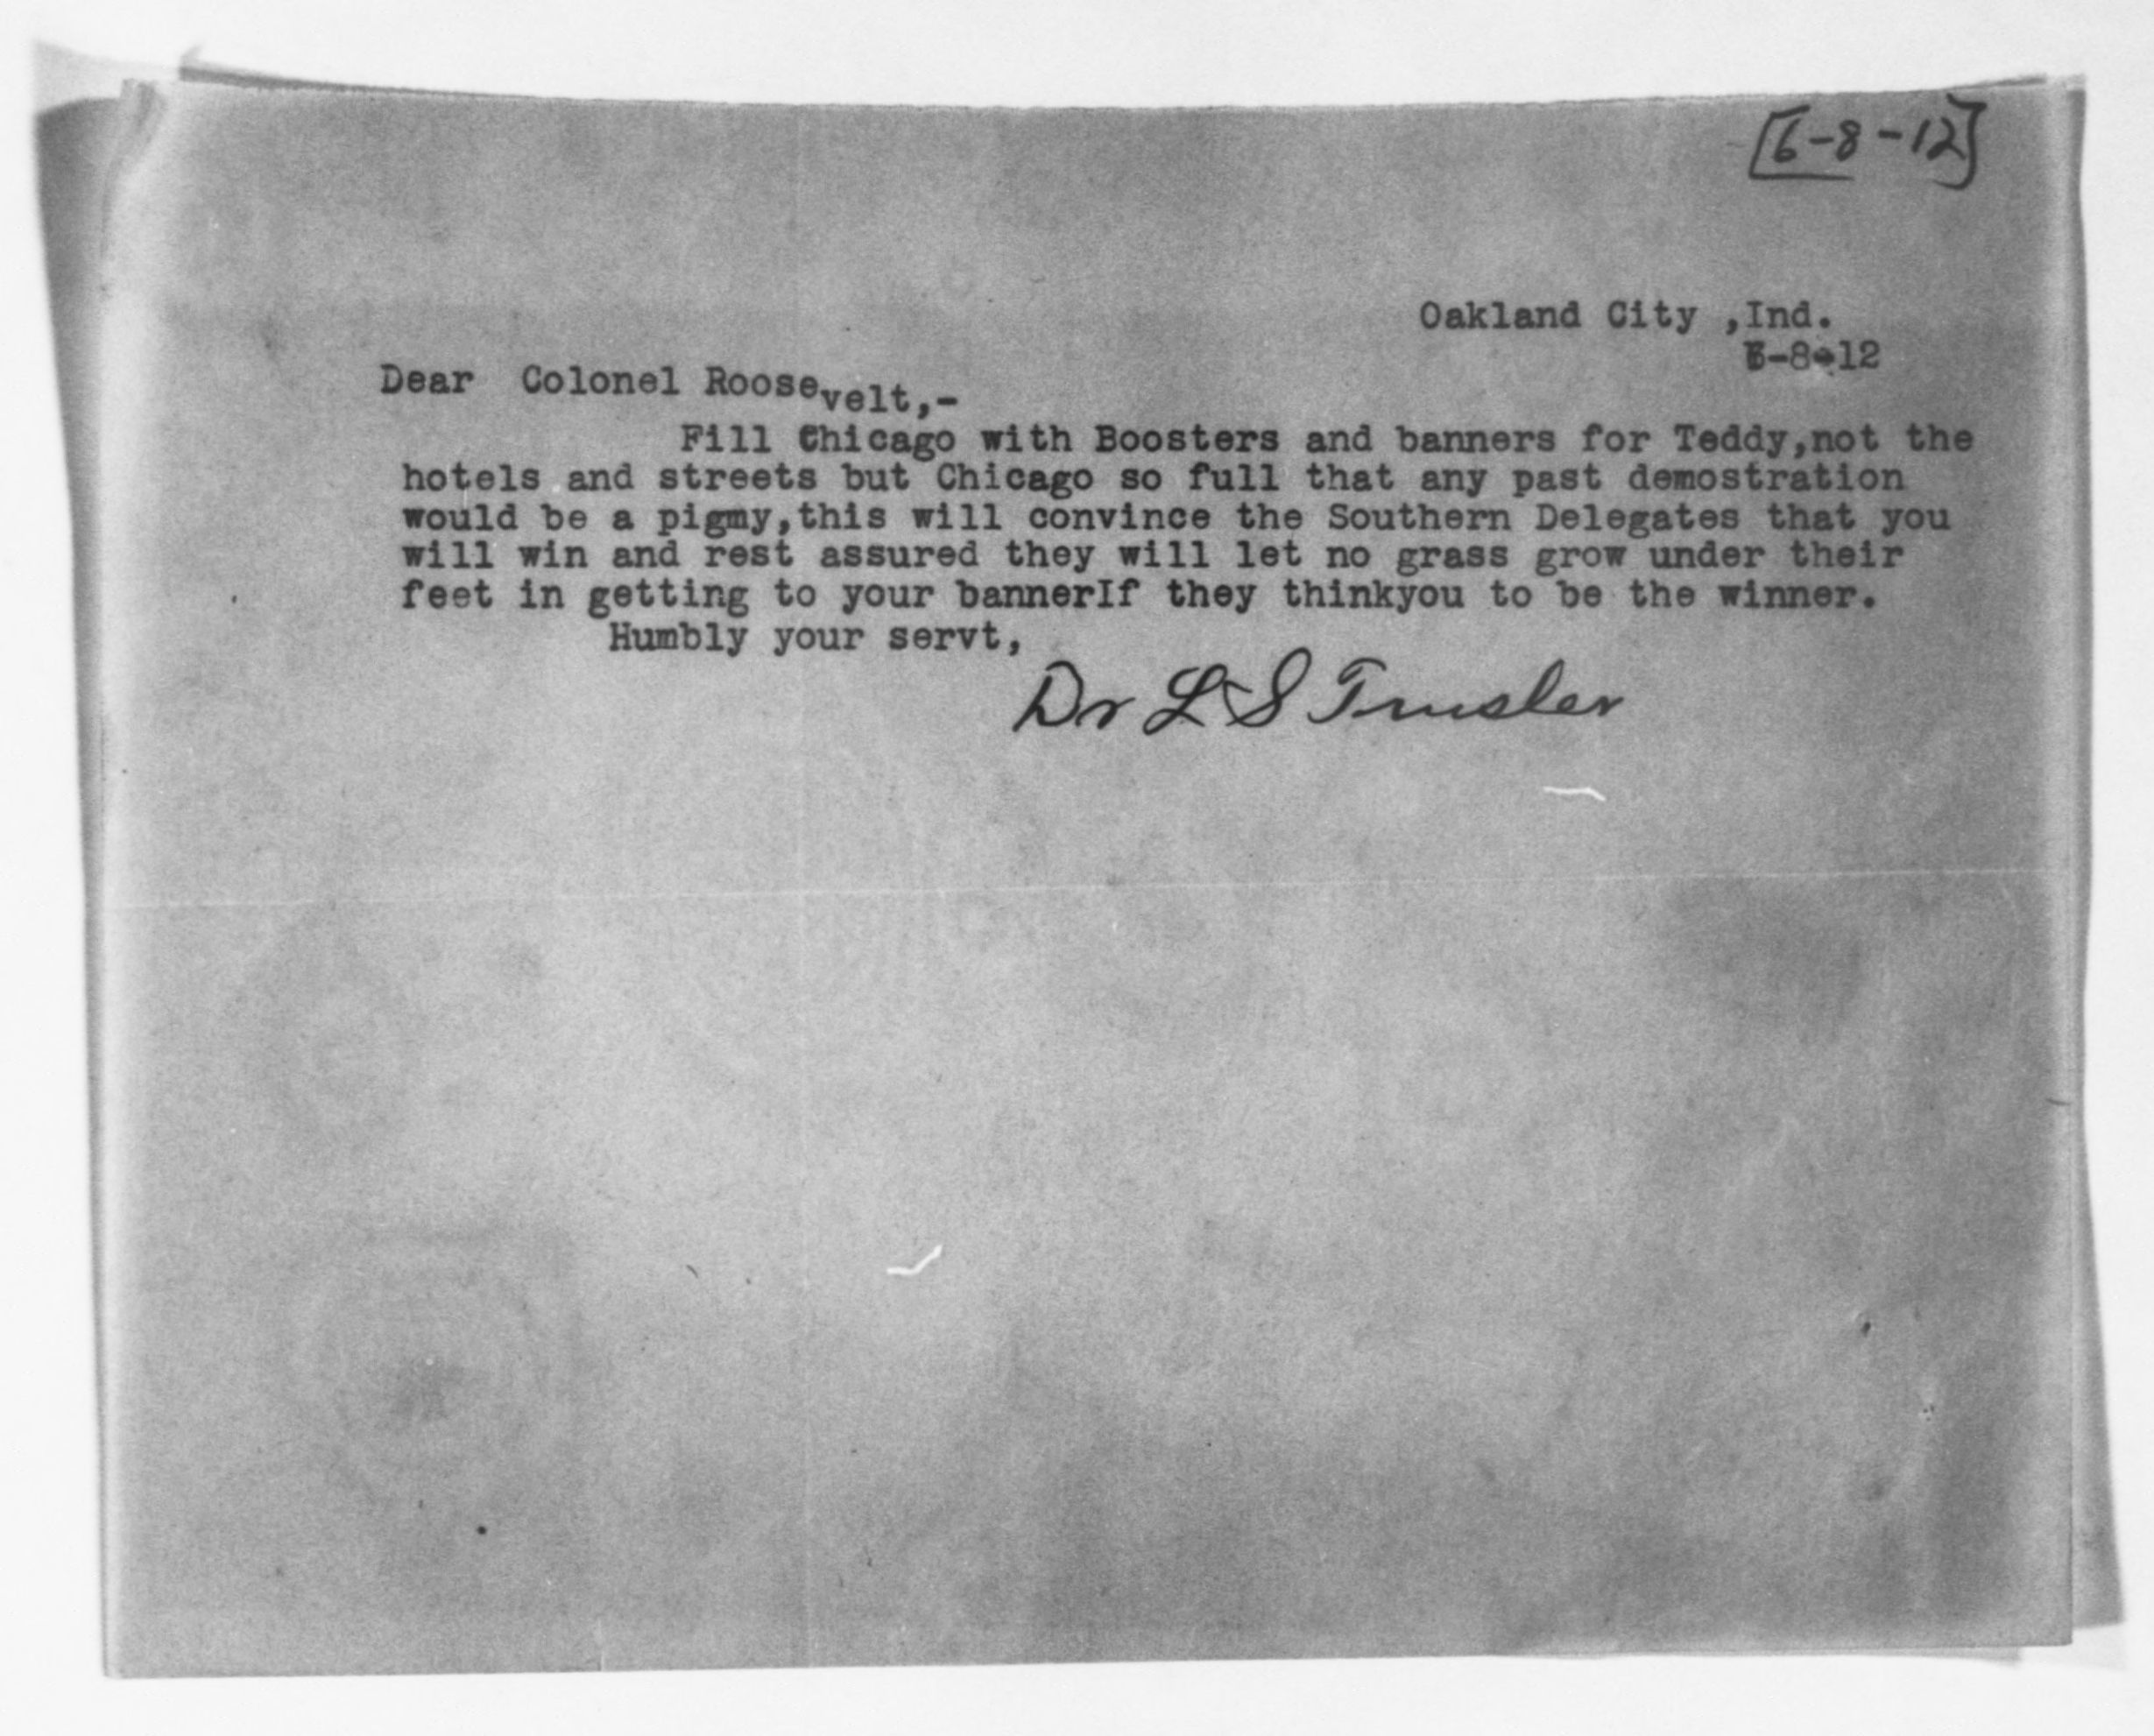 [6-8-12]
Oakland City ,Ind.
6-8-12
Dear Colonel Roosevelt,-
Fill Chicago with Boosters and banners for Teddy,not the
hotels and streets but Chicago so full that any past demostration
would be a pigmy,this will convince the Southern Delegates that you
will win and rest assured they will let no grass grow under their
feet in getting to your bannerIf they thinkyou to be the winner.
Humbly your servt,
Dr L S Trusler